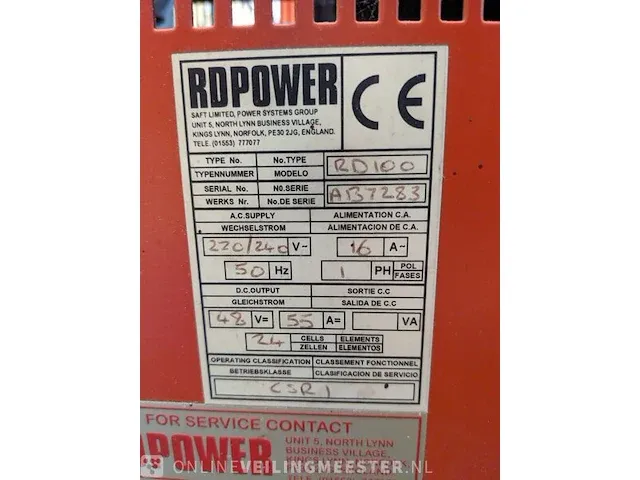 RDPOWER
CE
SAFT LIMITED, POWER SYSTEMS GROUP
UNIT 5, NORTH LYNN BUSINESS VILLAGE,
KINGS LYNN, NORFOLK, PE30 2JG, ENGLAND.
TELE. (01553) 777077
TYPE No. No.TYPE
TYPENNUMMER MODELO RD100
SERIAL No. N0.SERIE
WERKS Nr. No.DE SERIE AB7283
A.C.SUPPLY ALIMENTATION C.A.
WECHSELSTROM ALIMENTACION DE C.A.
220/240 V~ 16 A~
50 Hz 1 PH POL FASES
D.C.OUTPUT SORTIE C.C
GLEICHSTROM SALIDA DE C.C
48 V= 55 A= VA
24 CELLS ELEMENTS
ZELLEN ELEMENTOS
OPERATING CLASSIFICATION CLASSEMENT FONCTIONNEL
BETRIEBSKLASSE CLASIFICACION DE SERVICIO
CSR1
FOR SERVICE CONTACT
POWER
UNIT 5, NORTH LYNN
BUSINESS VILLAGE,
ONLINEVEILINGMEESTER.NL